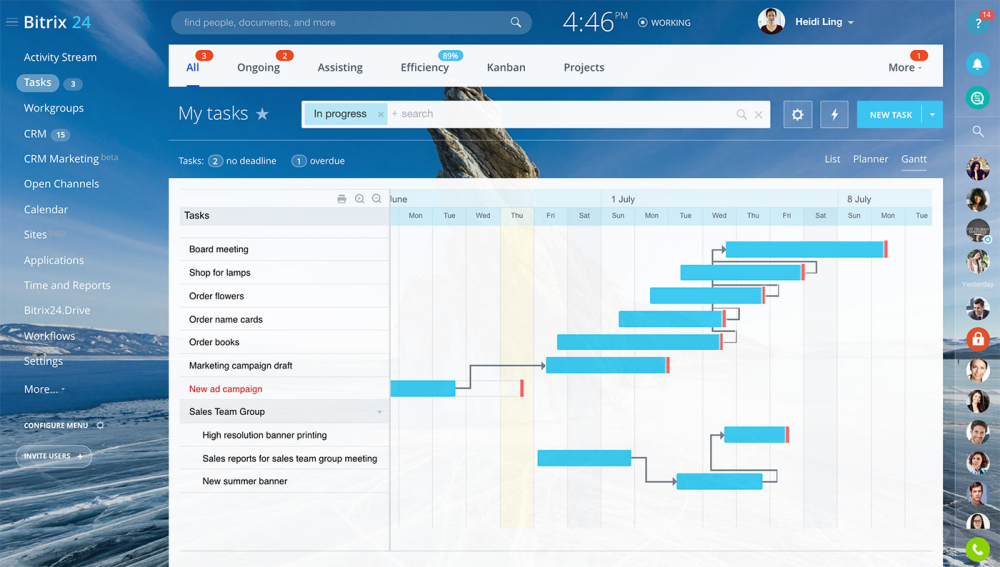 Bitrix 24
find people, documents, and more
4:46 PM
WORKING
Heidi Ling
14
?
Activity Stream
Tasks 3
Workgroups
CRM 15
CRM Marketing beta
Open Channels
Calendar
Sites beta
Applications
Time and Reports
Bitrix24.Drive
Workflows
Settings
More...
CONFIGURE MENU
INVITE USERS +
All 3
Ongoing 2
Assisting
Efficiency 89%
Kanban
Projects
More 1
My tasks
In progress ×
+ search
NEW TASK
Tasks: 2 no deadline 1 overdue
List Planner Gantt
June 1 July 8 July
Tasks
Mon Tue Wed Thu Fri Sat Sun Mon Tue Wed Thu Fri Sat Sun Mon Tue
Board meeting
Shop for lamps
Order flowers
Order name cards
Order books
Marketing campaign draft
New ad campaign
Sales Team Group
High resolution banner printing
Sales reports for sales team group meeting
New summer banner
Yesterday